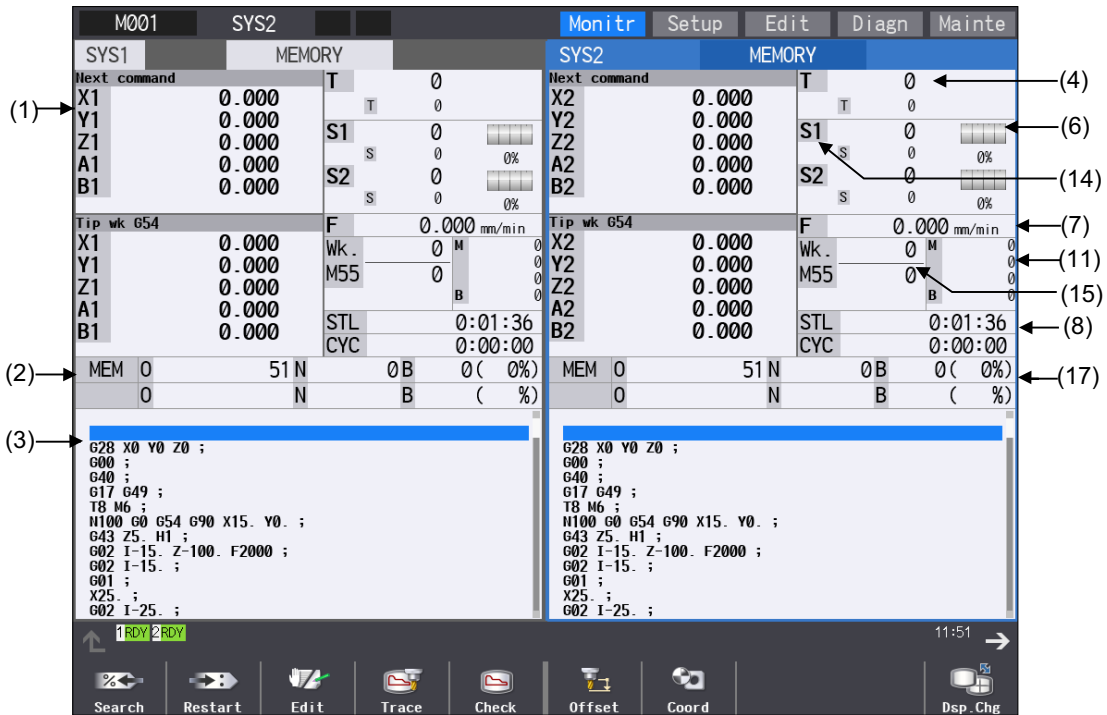 M001 SYS2 Monitr Setup Edit Diagn Mainte
SYS1 MEMORY SYS2 MEMORY
Next command T 0 Next command T 0 (4)
(1) X1 0.000 T 0 X2 0.000 T 0
Y1 0.000 S1 0 Y2 0.000 S1 0 (6)
Z1 0.000 S 0 0% Z2 0.000 S 0 0%
A1 0.000 S2 0 A2 0.000 S2 0 (14)
B1 0.000 S 0 0% B2 0.000 S 0 0%
Tip wk G54 F 0.000 mm/min Tip wk G54 F 0.000 mm/min (7)
X1 0.000 Wk. 0 M 0 X2 0.000 Wk. 0 M 0
Y1 0.000 0 Y2 0.000 0 (11)
Z1 0.000 M55 0 0 Z2 0.000 M55 0 0
A1 0.000 B 0 A2 0.000 B 0 (15)
B1 0.000 STL 0:01:36 B2 0.000 STL 0:01:36 (8)
CYC 0:00:00 CYC 0:00:00
(2) MEM O 51 N 0 B 0( 0%) MEM O 51 N 0 B 0( 0%) (17)
O N B ( %) O N B ( %)
(3)
G28 X0 Y0 Z0 ; G28 X0 Y0 Z0 ;
G00 ; G00 ;
G40 ; G40 ;
G17 G49 ; G17 G49 ;
T8 M6 ; T8 M6 ;
N100 G0 G54 G90 X15. Y0. ; N100 G0 G54 G90 X15. Y0. ;
G43 Z5. H1 ; G43 Z5. H1 ;
G02 I-15. Z-100. F2000 ; G02 I-15. Z-100. F2000 ;
G02 I-15. ; G02 I-15. ;
G01 ; G01 ;
X25. ; X25. ;
G02 I-25. ; G02 I-25. ;
1 RDY 2 RDY 11:51
Search Restart Edit Trace Check Offset Coord Dsp.Chg